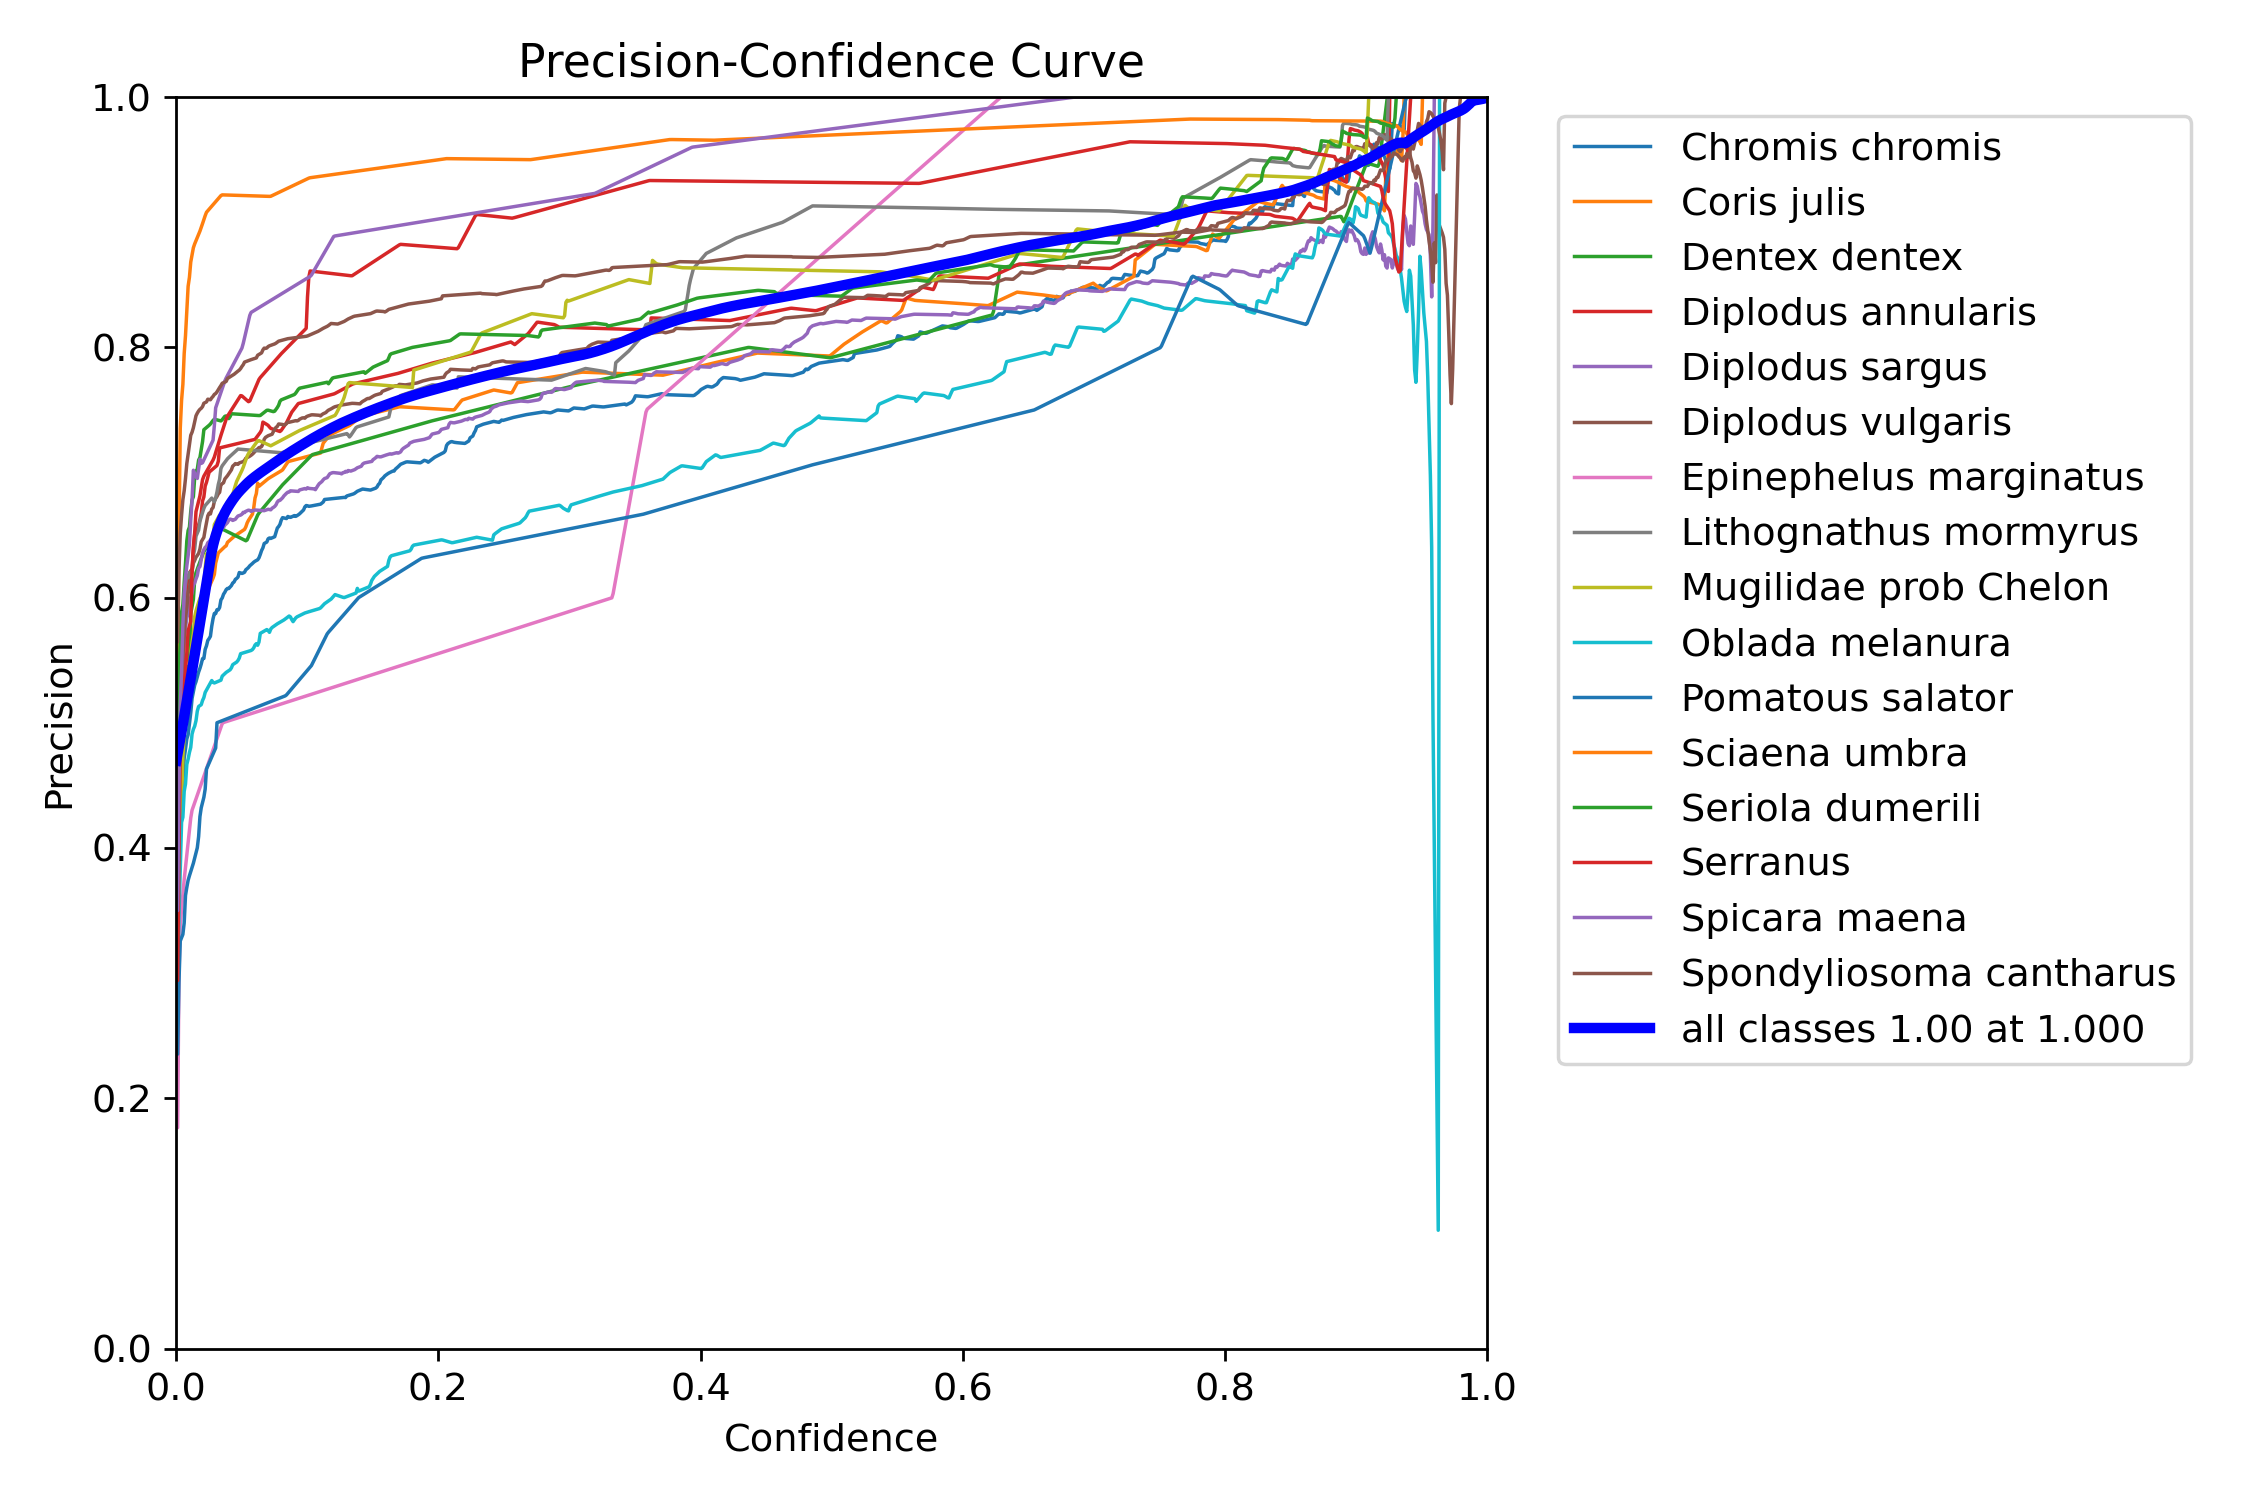 Precision-Confidence Curve
1.0
0.8
0.6
0.4
0.2
0.0
Precision
0.0 0.2 0.4 0.6 0.8 1.0
Confidence
Chromis chromis
Coris julis
Dentex dentex
Diplodus annularis
Diplodus sargus
Diplodus vulgaris
Epinephelus marginatus
Lithognathus mormyrus
Mugilidae prob Chelon
Oblada melanura
Pomatous salator
Sciaena umbra
Seriola dumerili
Serranus
Spicara maena
Spondyliosoma cantharus
all classes 1.00 at 1.000